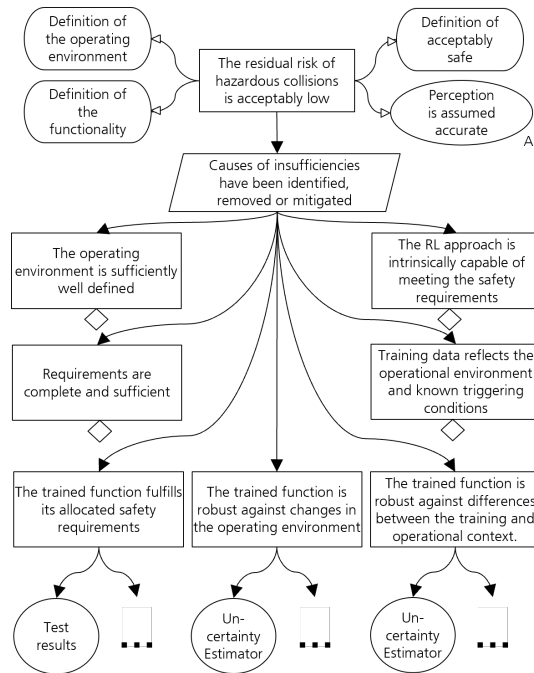 Definition of
the operating
environment
The residual risk of
hazardous collisions
is acceptably low
Definition of
acceptably
safe
Definition of
the
functionality
Perception
is assumed
accurate
A
Causes of insufficiencies
have been identified,
removed or mitigated
The operating
environment is sufficiently
well defined
The RL approach is
intrinsically capable of
meeting the safety
requirements
Requirements are
complete and sufficient
Training data reflects the
operational environment
and known triggering
conditions
The trained function fulfills
its allocated safety
requirements
The trained function is
robust against changes in
the operating environment
The trained function is
robust against differences
between the training and
operational context.
Test
results
Un-
certainty
Estimator
Un-
certainty
Estimator